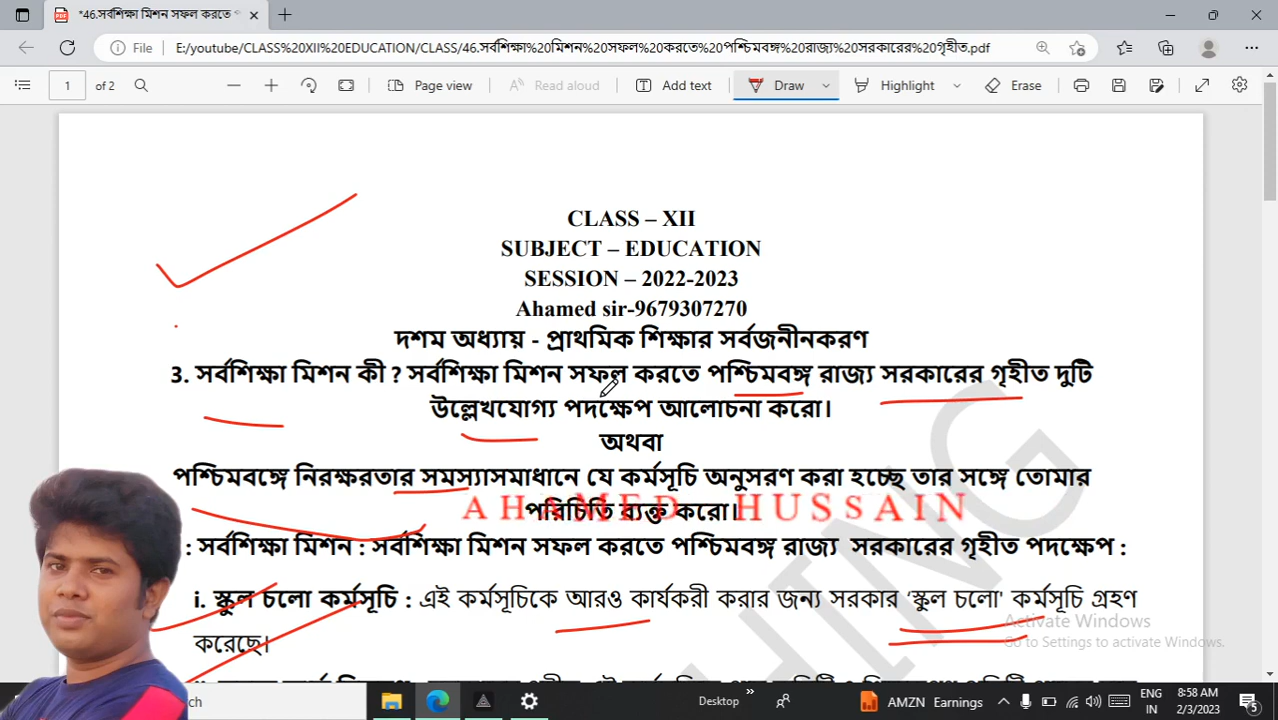 *46.সর্বশিক্ষা মিশন সফল করতে
File E:/youtube/CLASS%20XII%20EDUCATION/CLASS/46.সর্বশিক্ষা%20মিশন%20সফল%20করতে%20পশ্চিমবঙ্গ%20রাজ্য%20সরকারের%20গৃহীত.pdf
1 of 2 Page view Read aloud Add text Draw Highlight Erase
CLASS – XII
SUBJECT – EDUCATION
SESSION – 2022-2023
Ahamed sir-9679307270
দশম অধ্যায় - প্রাথমিক শিক্ষার সর্বজনীনকরণ
3. সর্বশিক্ষা মিশন কী ? সর্বশিক্ষা মিশন সফল করতে পশ্চিমবঙ্গ রাজ্য সরকারের গৃহীত দুটি
উল্লেখযোগ্য পদক্ষেপ আলোচনা করো।
অথবা
পশ্চিমবঙ্গে নিরক্ষরতার সমস্যাসমাধানে যে কর্মসূচি অনুসরণ করা হচ্ছে তার সঙ্গে তোমার
পরিচিতি ব্যক্ত করো।
AHAMED HUSSAIN
: সর্বশিক্ষা মিশন : সর্বশিক্ষা মিশন সফল করতে পশ্চিমবঙ্গ রাজ্য সরকারের গৃহীত পদক্ষেপ :
i. স্কুল চলো কর্মসূচি : এই কর্মসূচিকে আরও কার্যকরী করার জন্য সরকার 'স্কুল চলো' কর্মসূচি গ্রহণ
করেছে।
HING
Activate Windows
Go to Settings to activate Windows.
rch Desktop AMZN Earnings ENG 8:58 AM
IN 2/3/2023 5